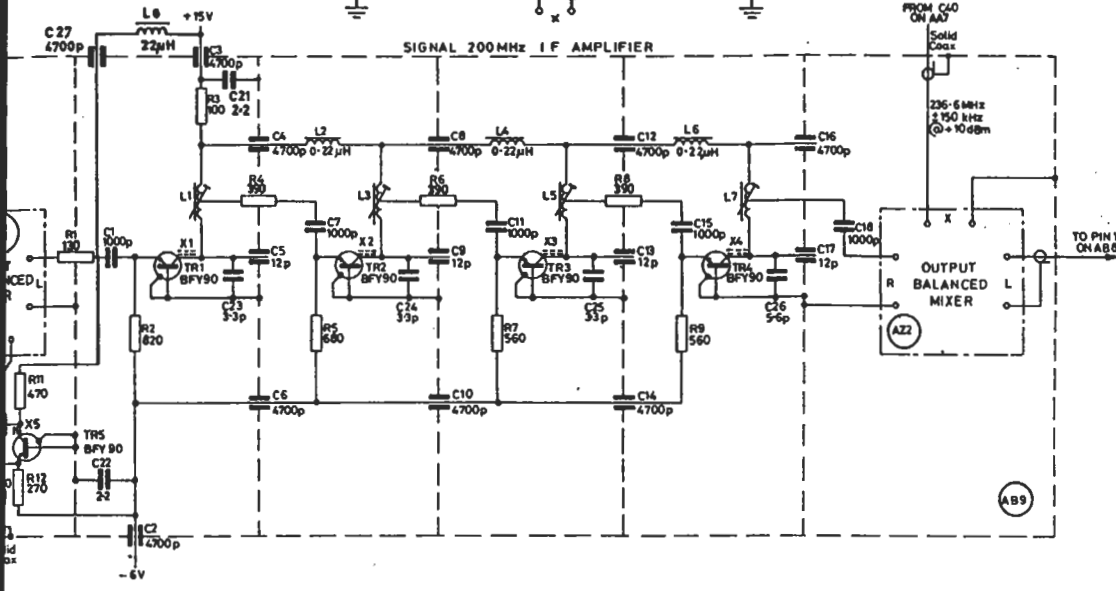 L8
+15V
C27
4700p
22µH
C3
4700p
SIGNAL 200MHz IF AMPLIFIER
FROM C40
ON AA7
Solid
Coax
C21
2·2
R3
100
236·6MHz
±150 kHz
@+10dBm
C4
4700p
L2
0·22µH
C8
4700p
L4
0·22µH
C12
4700p
L6
0·22µH
C16
4700p
L1
R4
390
L3
R6
390
L5
R8
390
L7
X
R1
130
C1
1000p
C7
1000p
C11
1000p
C15
1000p
C18
1000p
TO PIN 1
ON AB8
X1
X2
X3
X4
C5
12p
C9
12p
C13
12p
C17
12p
TR1
BFY90
TR2
BFY90
TR3
BFY90
TR4
BFY90
NCED L
R
OUTPUT
BALANCED
MIXER
R
L
C23
3·3p
C24
3·3p
C25
3·3p
C26
5·6p
R2
820
R5
680
R7
560
R9
560
AZ2
R11
470
C6
4700p
C10
4700p
C14
4700p
X5
TR5
BFY90
C22
2·2
R12
270
AB9
C2
4700p
-6V